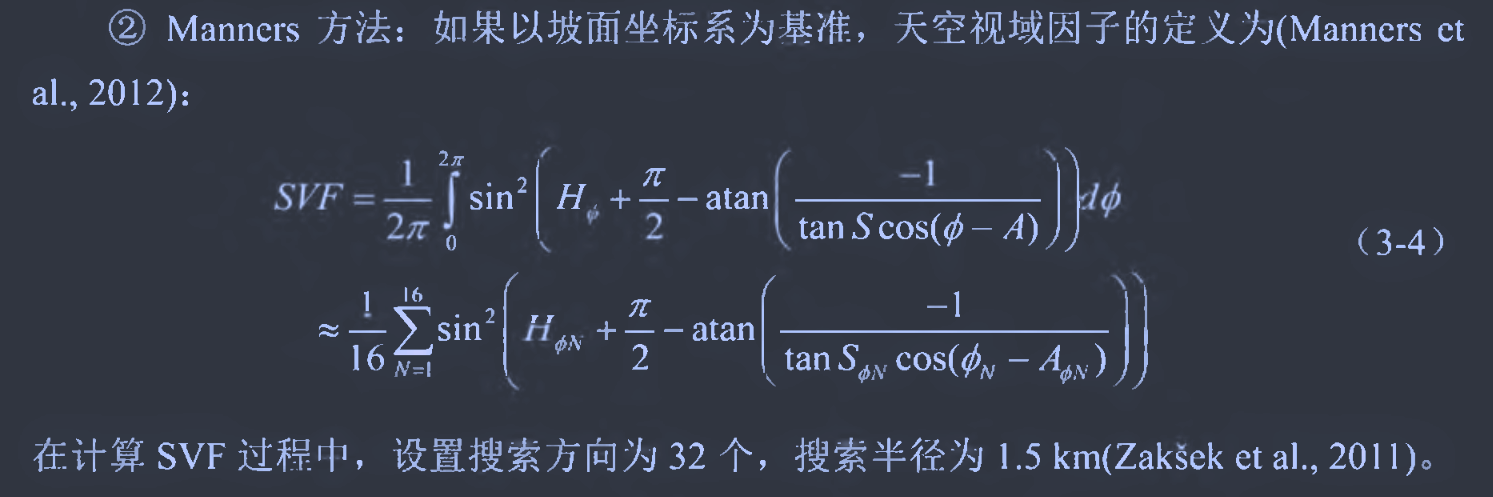 ② Manners 方法：如果以坡面坐标系为基准，天空视域因子的定义为(Manners et
al., 2012)：
SVF = \frac{1}{2\pi} \int_{0}^{2\pi} \sin^2 \left( H_{\phi} + \frac{\pi}{2} - \text{atan} \left( \frac{-1}{\tan S \cos(\phi - A)} \right) \right) d\phi
（3-4）
\approx \frac{1}{16} \sum_{N=1}^{16} \sin^2 \left( H_{\phi N} + \frac{\pi}{2} - \text{atan} \left( \frac{-1}{\tan S_{\phi N} \cos(\phi_N - A_{\phi N})} \right) \right)
在计算 SVF 过程中，设置搜索方向为 32 个，搜索半径为 1.5 km(Zakšek et al., 2011)。